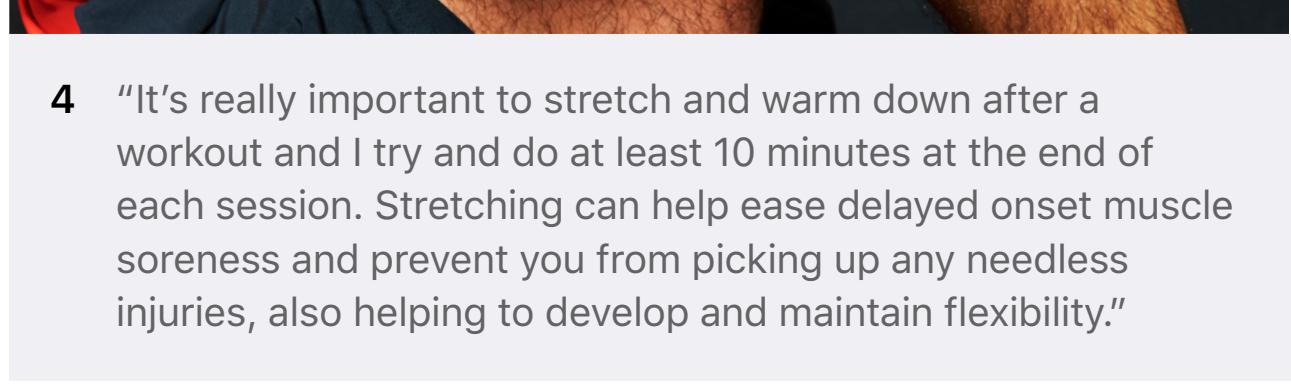 4 “It’s really important to stretch and warm down after a
workout and I try and do at least 10 minutes at the end of
each session. Stretching can help ease delayed onset muscle
soreness and prevent you from picking up any needless
injuries, also helping to develop and maintain flexibility.”